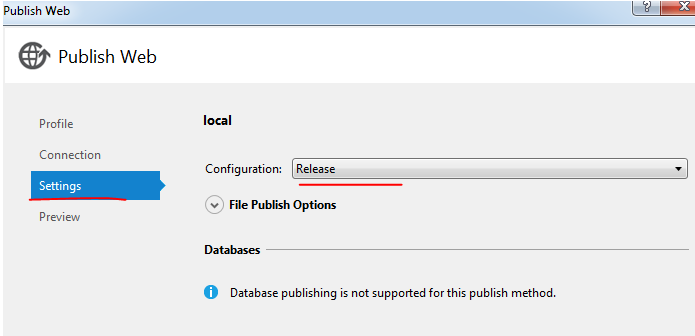 Publish Web
?
X
Publish Web
Profile
local
Connection
Configuration: Release
Settings
File Publish Options
Preview
Databases
i Database publishing is not supported for this publish method.